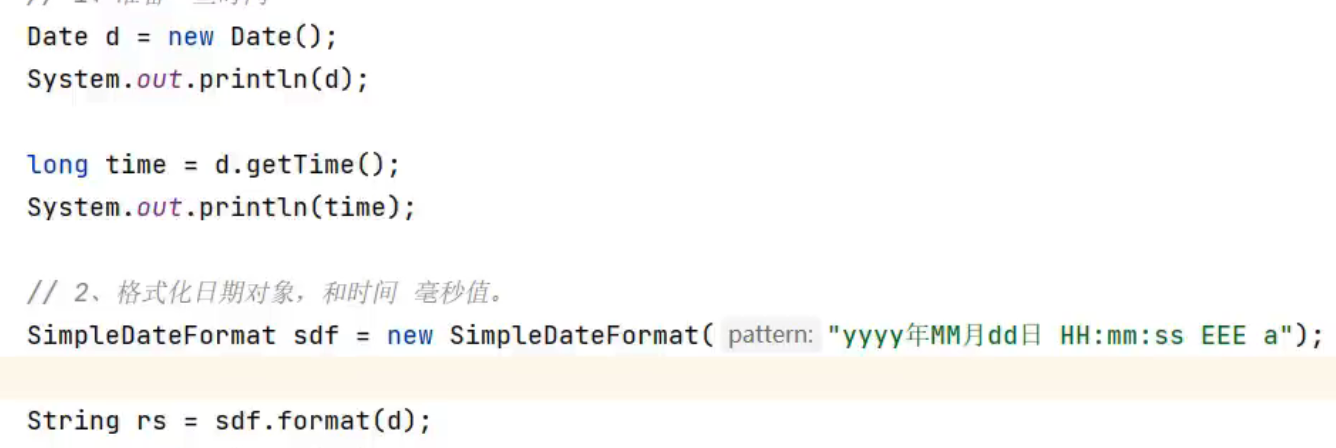 Date d = new Date();
System.out.println(d);
long time = d.getTime();
System.out.println(time);
// 2、格式化日期对象，和时间 毫秒值。
SimpleDateFormat sdf = new SimpleDateFormat( pattern: "yyyy年MM月dd日 HH:mm:ss EEE a");
String rs = sdf.format(d);